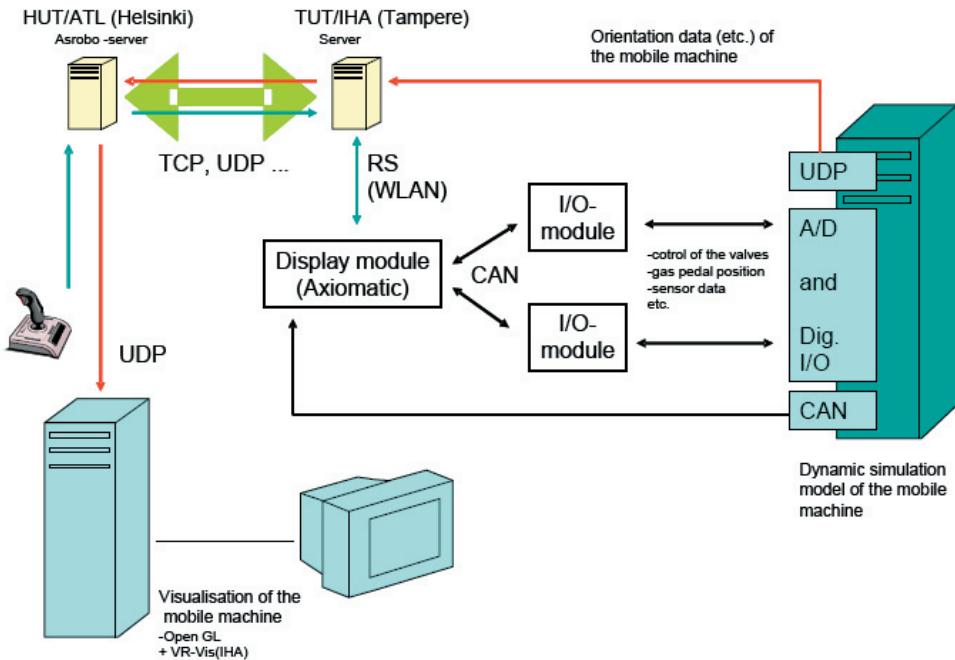 HUT/ATL (Helsinki)
Asrobo -server
TUT/IHA (Tampere)
Server
Orientation data (etc.) of
the mobile machine
TCP, UDP ...
RS
(WLAN)
UDP
I/O-
module
A/D
and
Dig.
I/O
CAN
Display module
(Axiomatic)
CAN
-cotrol of the valves
-gas pedal position
-sensor data
etc.
I/O-
module
UDP
Dynamic simulation
model of the mobile
machine
Visualisation of the
mobile machine
-Open GL
+ VR-Vis(IHA)